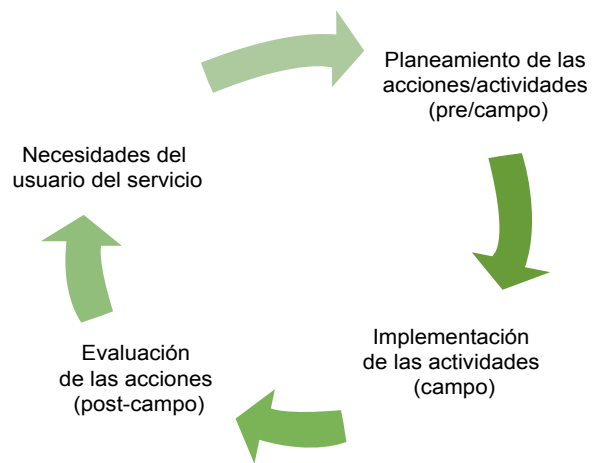 Planeamiento de las
acciones/actividades
(pre/campo)
Necesidades del
usuario del servicio
Implementación
de las actividades
(campo)
Evaluación
de las acciones
(post-campo)